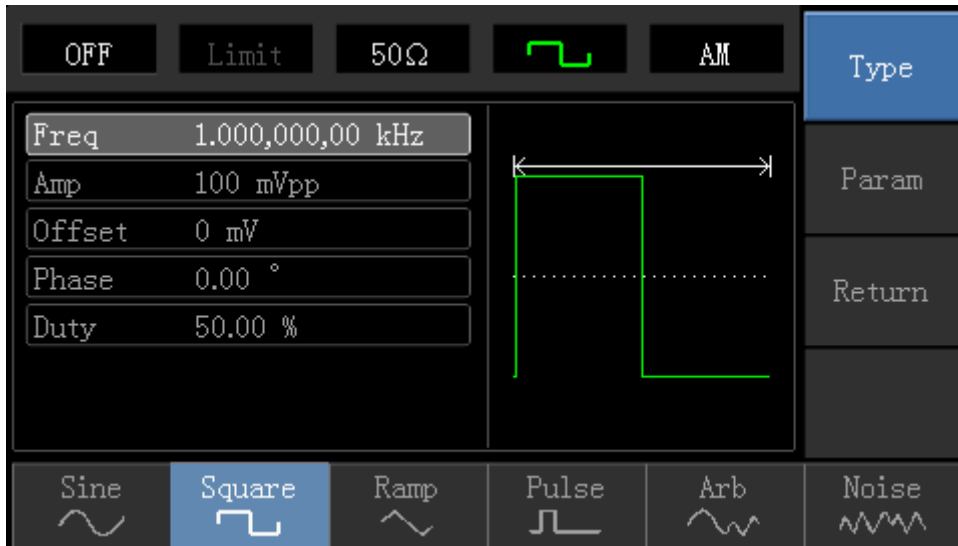 OFF Limit 50Ω AM Type
Freq 1.000,000,00 kHz
Amp 100 mVpp
Param
Offset 0 mV
Phase 0.00 °
Return
Duty 50.00 %
Sine Square Ramp Pulse Arb Noise